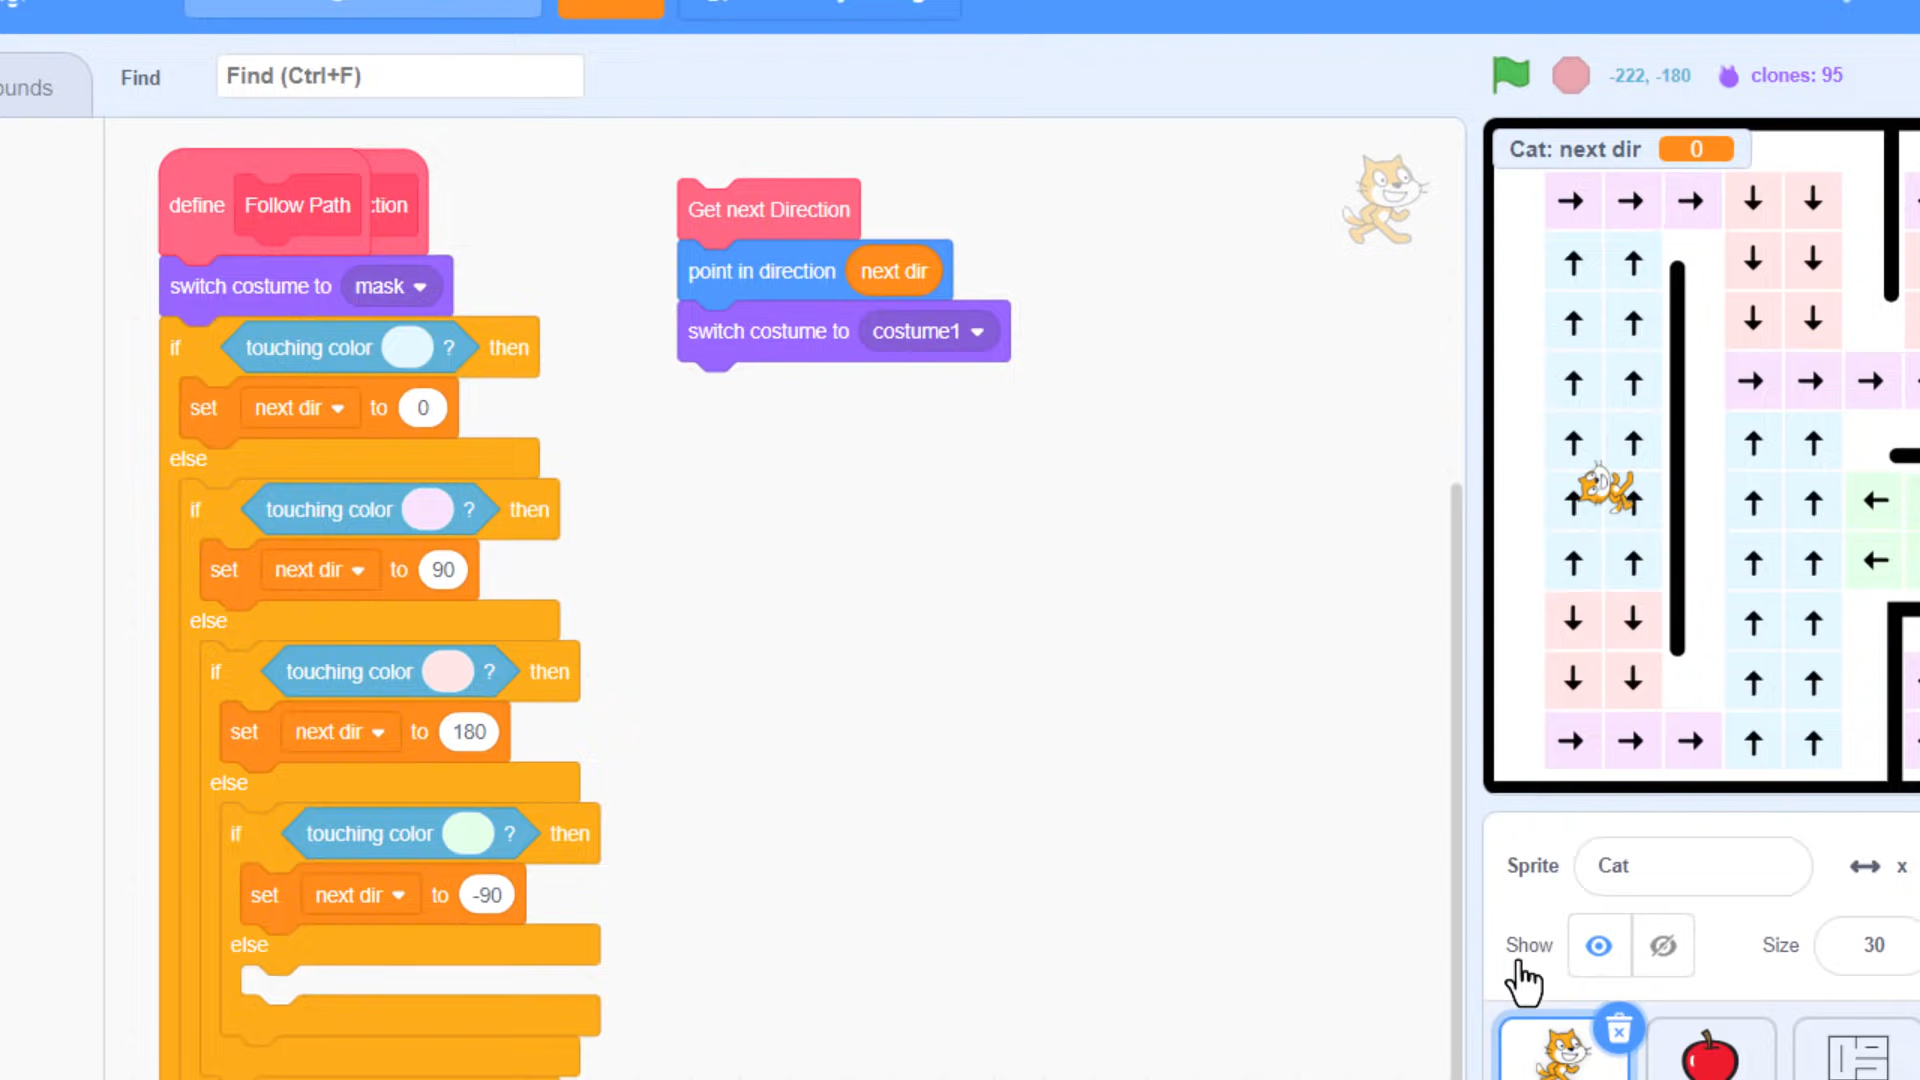 ounds
Find
Find (Ctrl+F)
-222, -180
clones: 95
define Follow Path
ction
switch costume to mask
if touching color ? then
set next dir to 0
else
if touching color ? then
set next dir to 90
else
if touching color ? then
set next dir to 180
else
if touching color ? then
set next dir to -90
else
Get next Direction
point in direction next dir
switch costume to costume1
Cat: next dir 0
Sprite
Cat
x
Show
Size
30